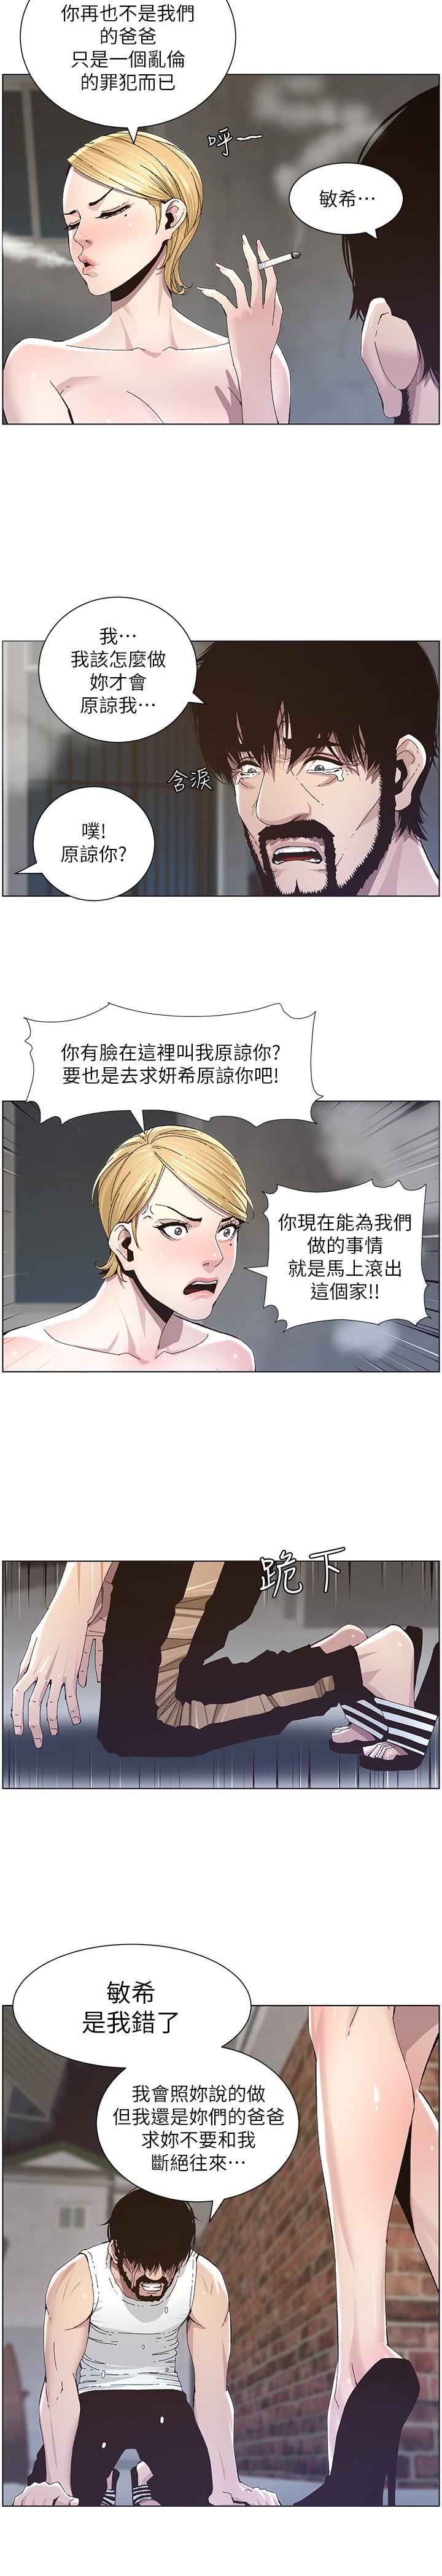 你再也不是我們
的爸爸
只是一個亂倫
的罪犯而已
呼一
敏希…
我…
我該怎麼做
妳才會
原諒我…
含淚
噗!
原諒你?
你有臉在這裡叫我原諒你?
要也是去求妍希原諒你吧!
你現在能為我們
做的事情
就是馬上滾出
這個家!!
跪下
敏希
是我錯了
我會照妳說的做
但我還是妳們的爸爸
求妳不要和我
斷絕往來…